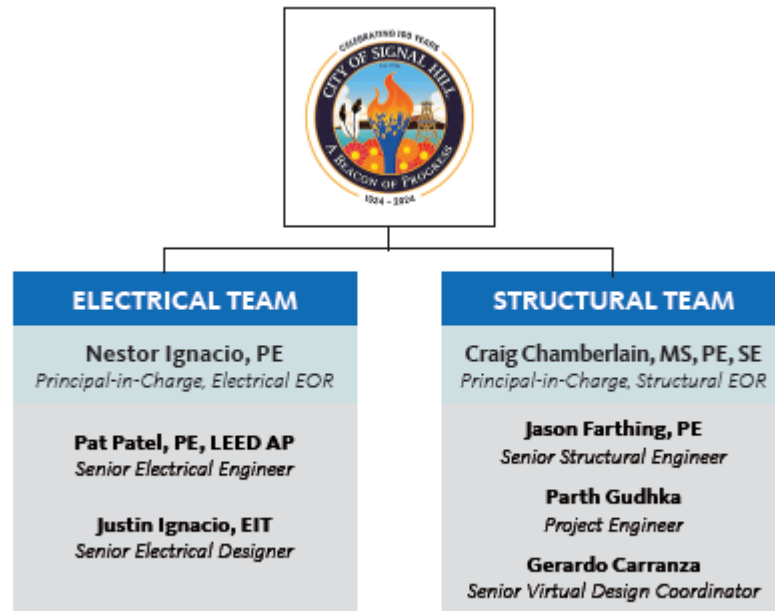 CELEBRATING 100 YEARS
CITY OF SIGNAL HILL
A BEACON OF PROGRESS
1924 - 2024
ELECTRICAL TEAM
Nestor Ignacio, PE
Principal-in-Charge, Electrical EOR
Pat Patel, PE, LEED AP
Senior Electrical Engineer
Justin Ignacio, EIT
Senior Electrical Designer
STRUCTURAL TEAM
Craig Chamberlain, MS, PE, SE
Principal-in-Charge, Structural EOR
Jason Farthing, PE
Senior Structural Engineer
Parth Gudhka
Project Engineer
Gerardo Carranza
Senior Virtual Design Coordinator